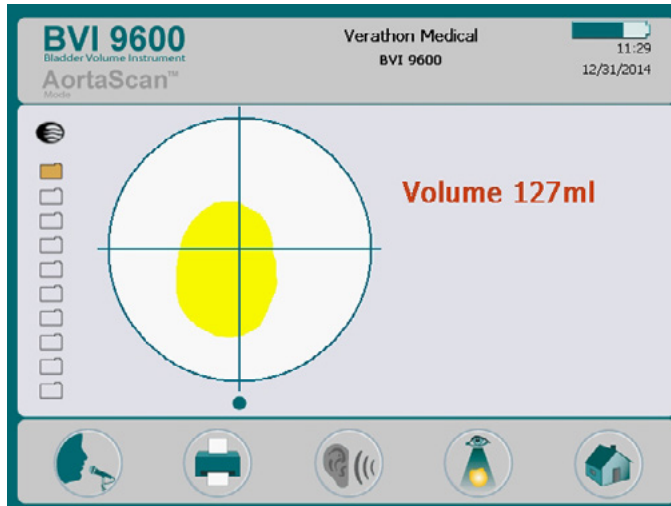 BVI 9600
Bladder Volume Instrument
AortaScan™
Mode
Verathon Medical
BVI 9600
11:29
12/31/2014
Volume 127ml